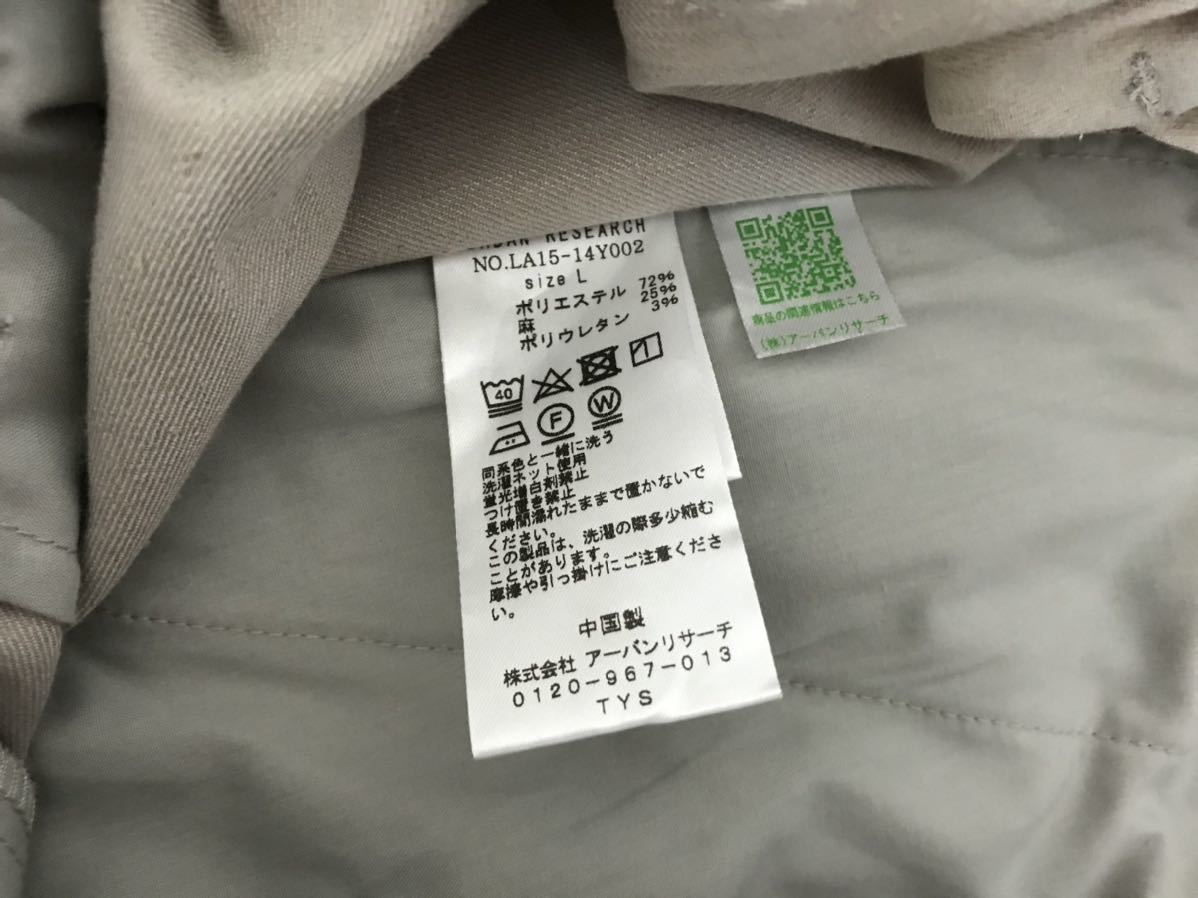 URBAN RESEARCH
NO.LA15-14Y002
size L
ポリエステル 72%
麻 25%
ポリウレタン 3%
40
F
W
同系色と一緒に洗う
洗濯ネット使用
蛍光増白剤禁止
つけ置き禁止
長時間濡れたままで置かないで
ください。
この製品は、洗濯の際多少縮む
ことがあります。
摩擦や引っ掛けにご注意くださ
い。
中国製
株式会社 アーバンリサーチ
0120-967-013
TYS
商品の関連情報はこちら
(株)アーバンリサーチ